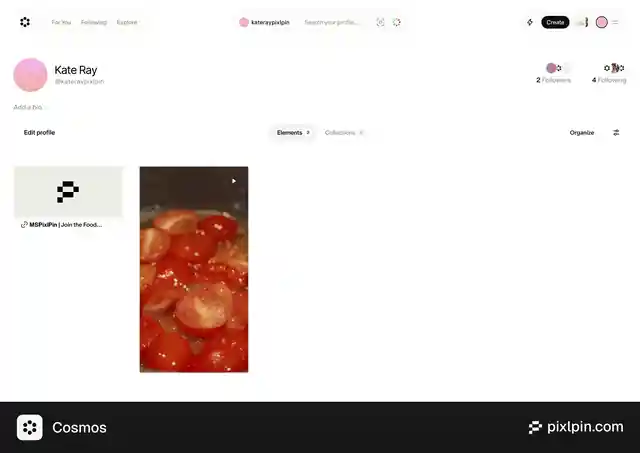 For You Following Explore
kateraypixlpin Search your profile...
Create
Kate Ray
@kateraypixlpin
2 Followers 4 Following
Add a bio...
Edit profile
Elements
Collections
Organize
MSPixlPin | Join the Food...
Cosmos
pixlpin.com